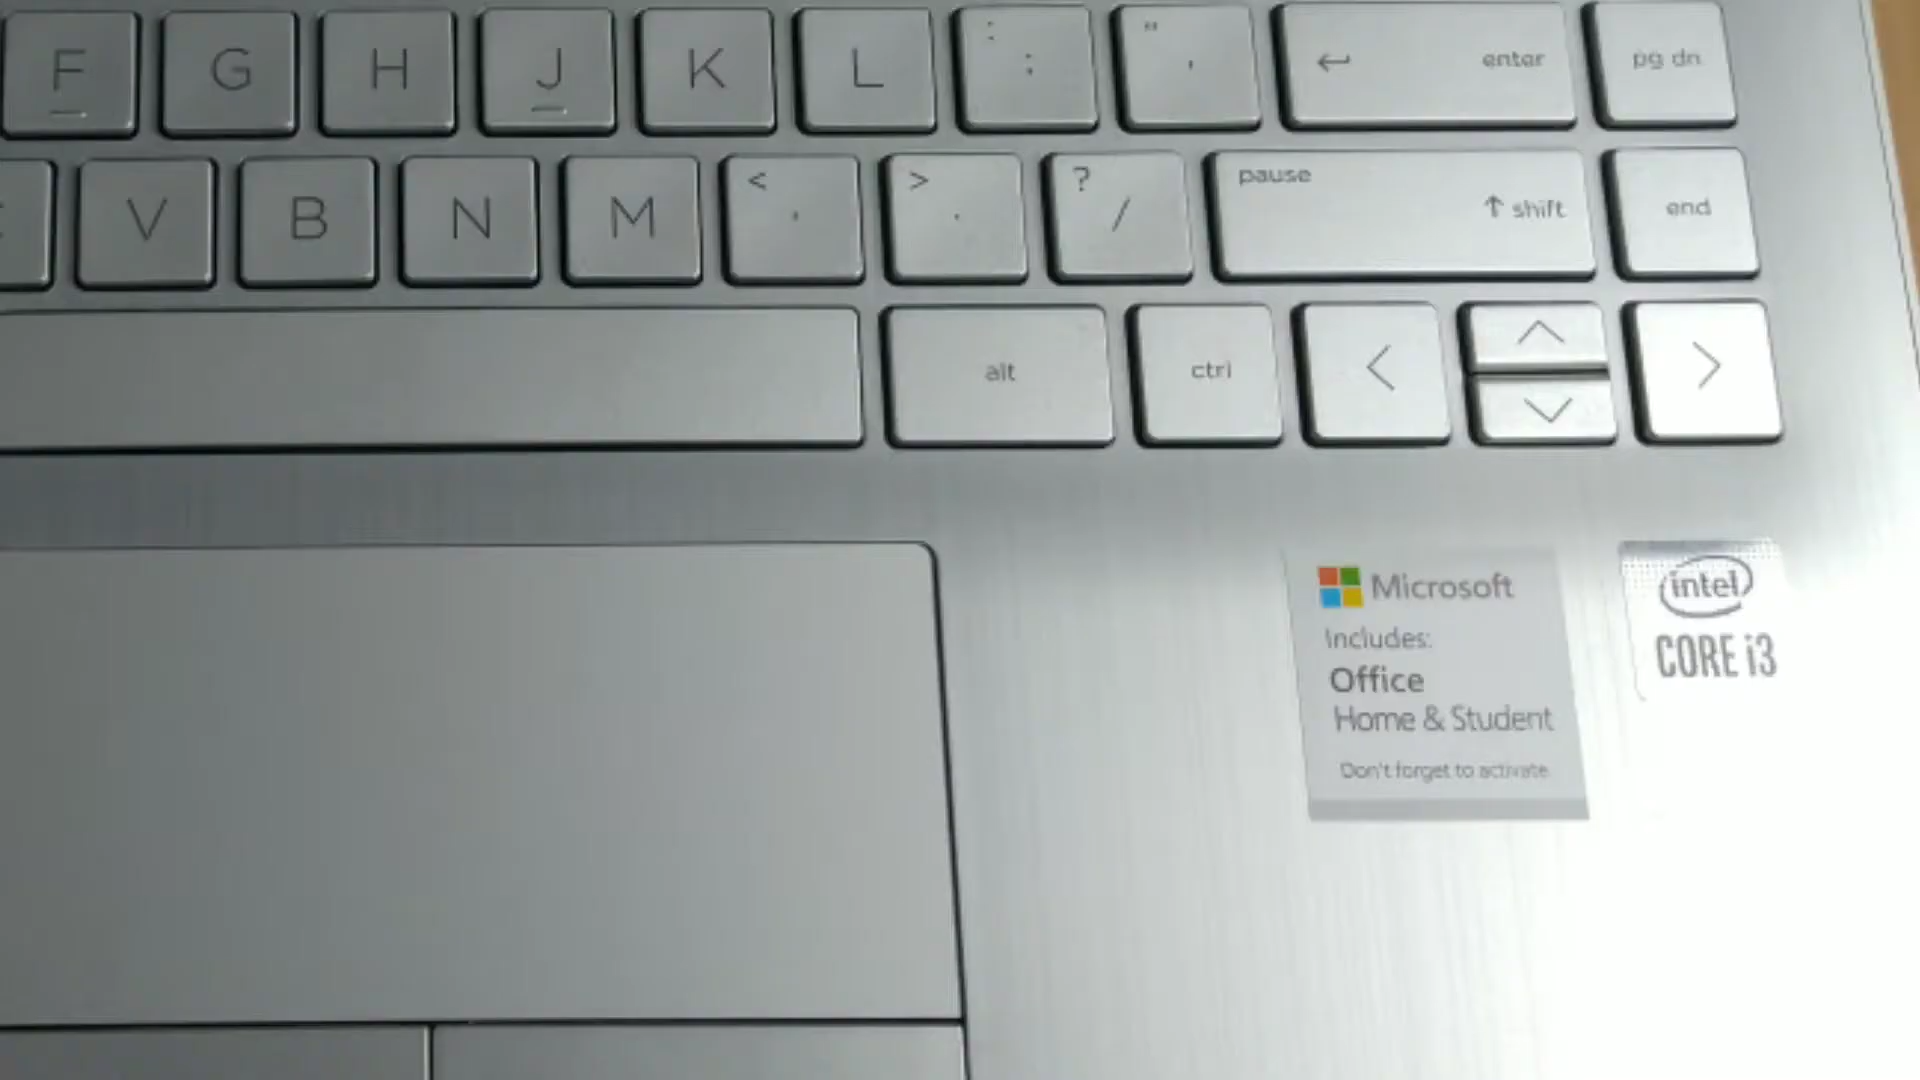 F G H J K L : ; " ' ← enter pg dn
V B N M < , > . ? / pause ↑ shift end
alt ctrl
Microsoft
Includes:
Office
Home & Student
Don't forget to activate.
intel
CORE i3